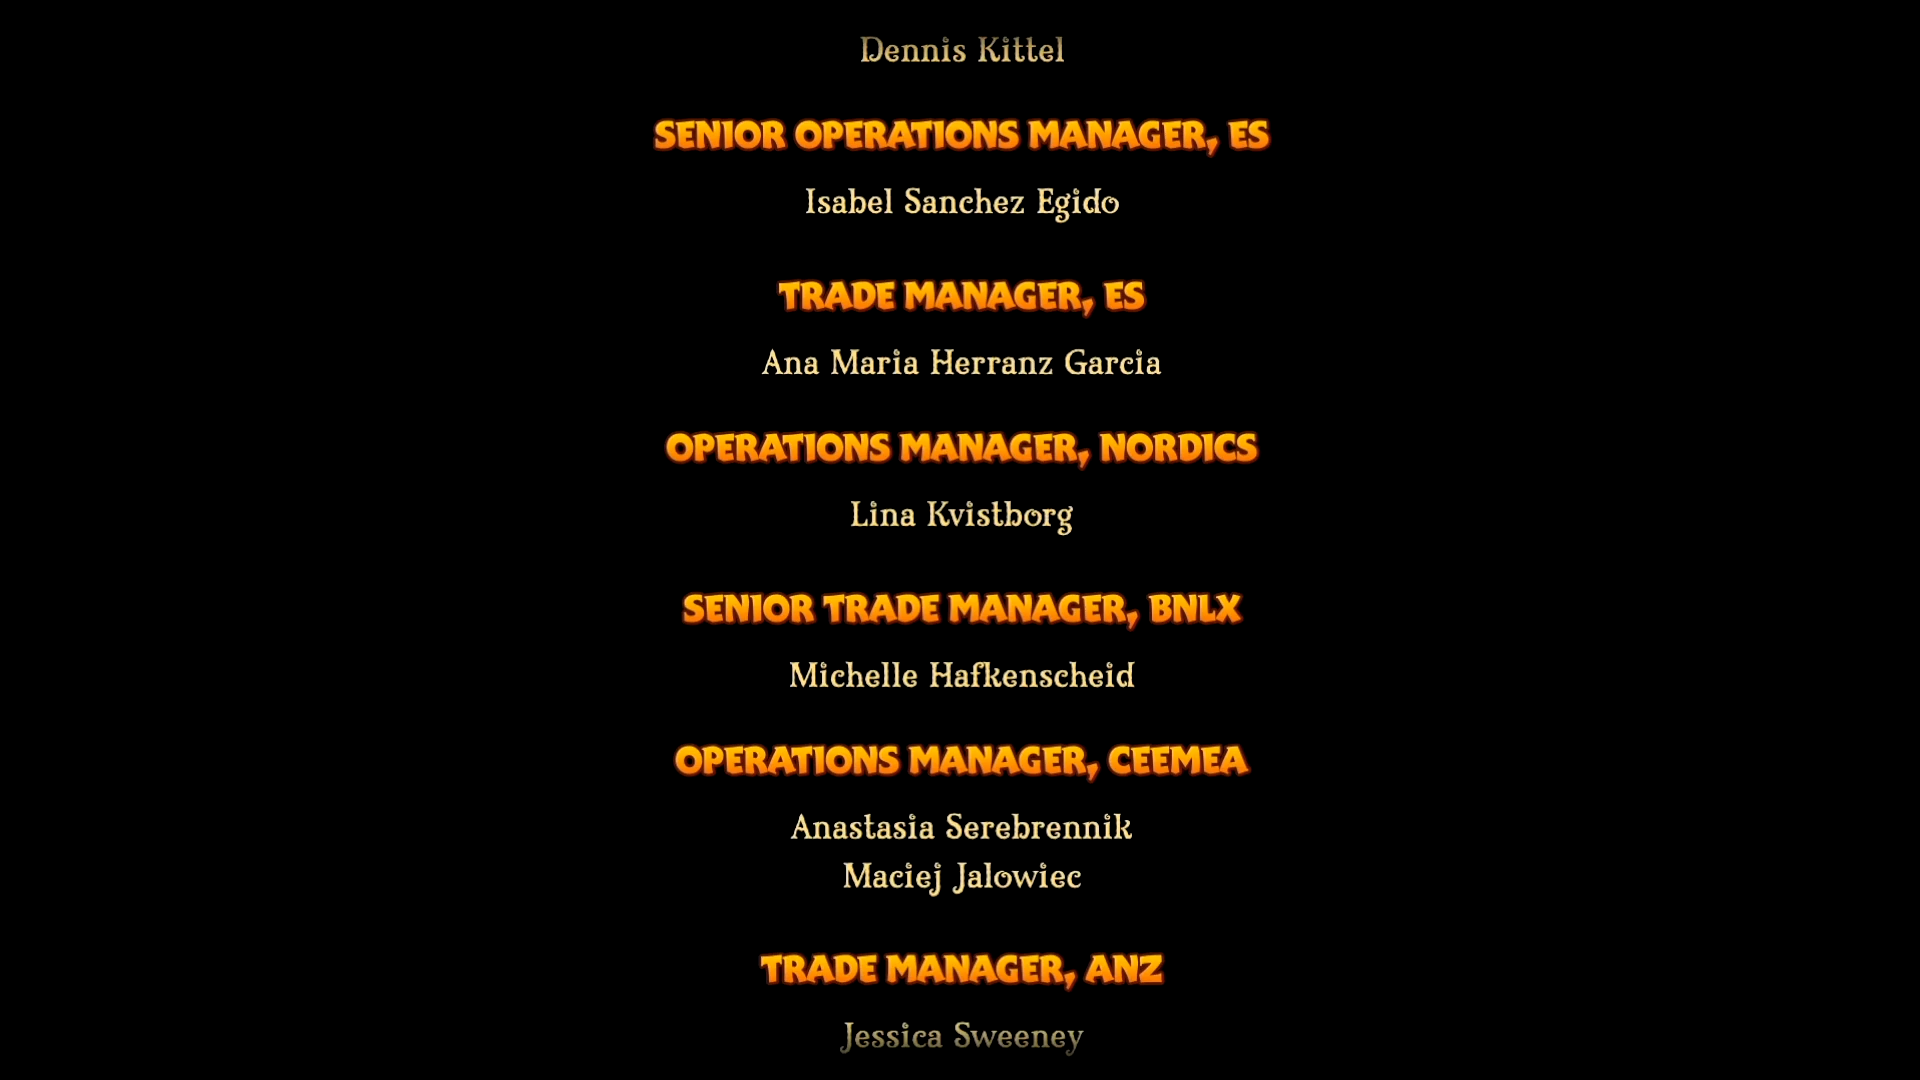 Dennis Kittel
SENIOR OPERATIONS MANAGER, ES
Isabel Sanchez Egido
TRADE MANAGER, ES
Ana Maria Herranz Garcia
OPERATIONS MANAGER, NORDICS
Lina Kvistborg
SENIOR TRADE MANAGER, BNLX
Michelle Hafkenscheid
OPERATIONS MANAGER, CEEMEA
Anastasia Serebrennik
Maciej Jalowiec
TRADE MANAGER, ANZ
Jessica Sweeney